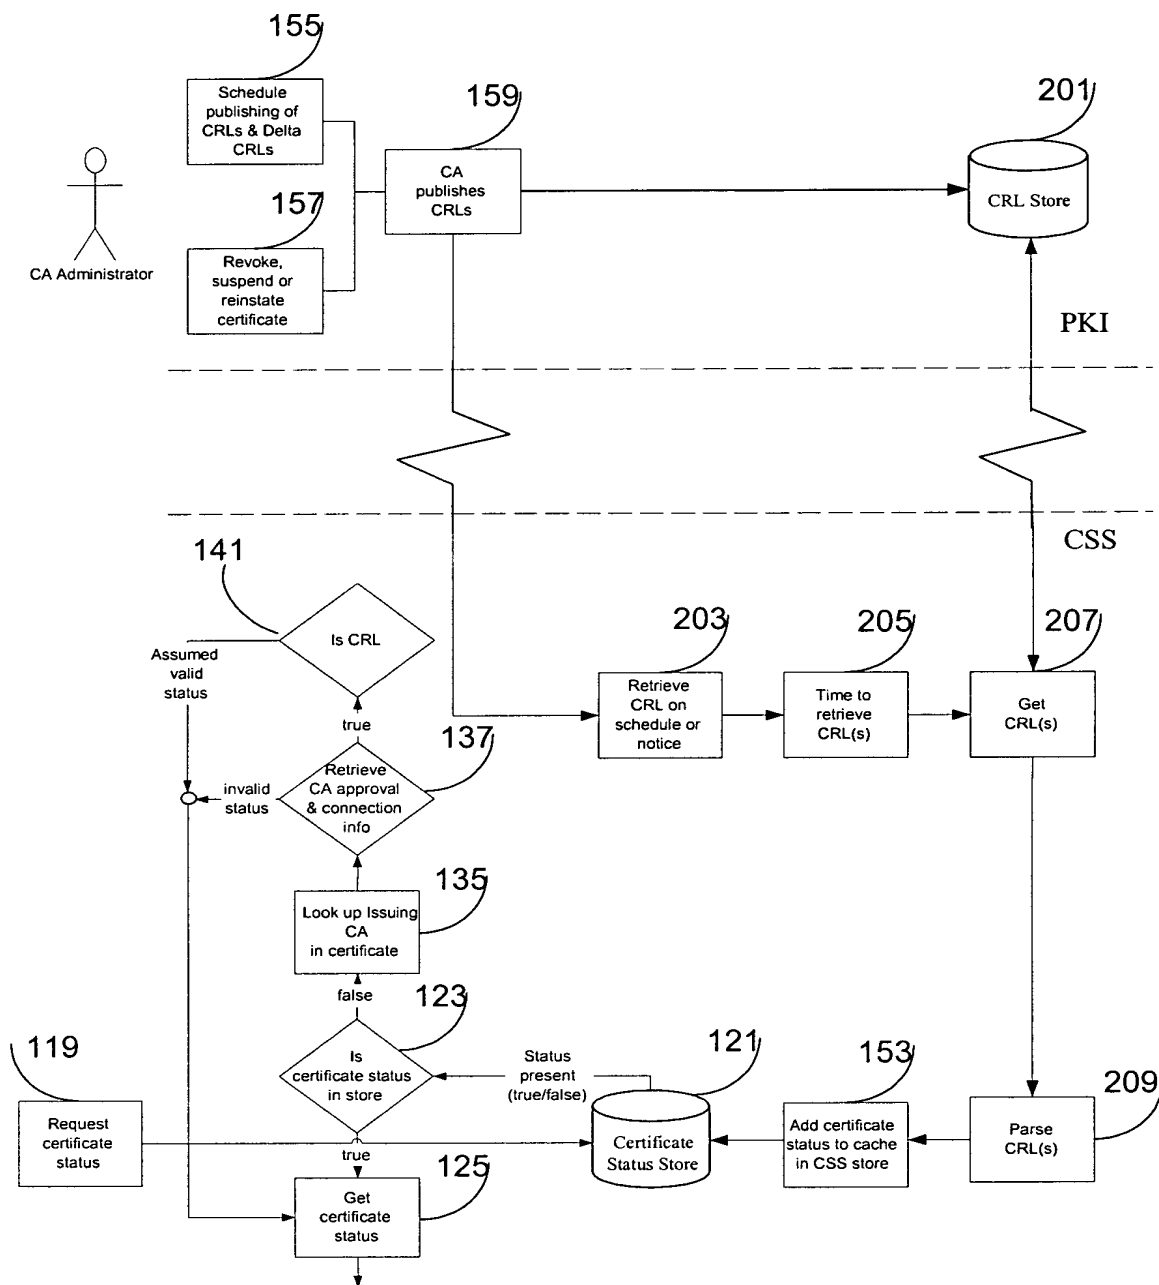 155
Schedule
publishing of
CRLs & Delta
CRLs
159
CA
publishes
CRLs
201
CRL Store
157
Revoke,
suspend or
reinstate
certificate
CA Administrator
PKI
CSS
141
Is CRL
Assumed
valid
status
true
203
Retrieve
CRL on
schedule or
notice
205
Time to
retrieve
CRL(s)
207
Get
CRL(s)
137
Retrieve
CA approval
& connection
info
invalid
status
135
Look up Issuing
CA
in certificate
false
123
Is
certificate status
in store
Status
present
(true/false)
121
Certificate
Status Store
153
Add certificate
status to cache
in CSS store
209
Parse
CRL(s)
119
Request
certificate
status
true
125
Get
certificate
status